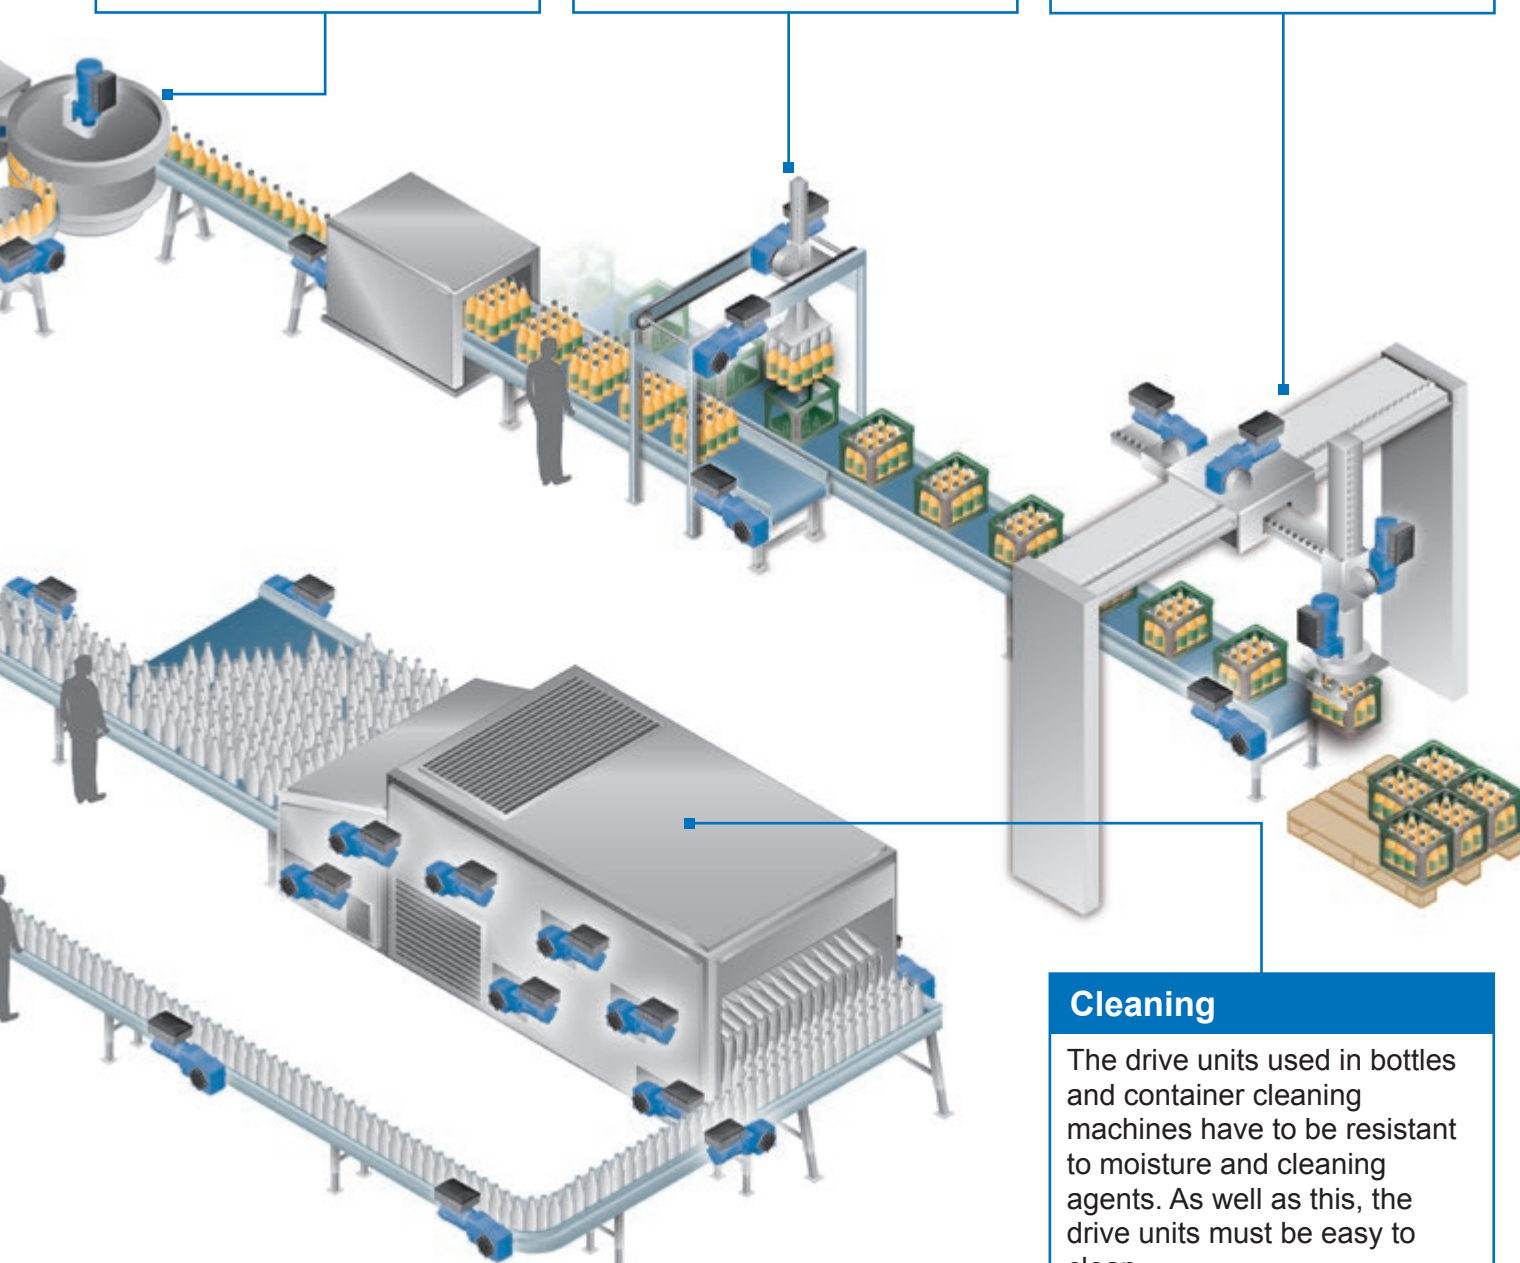 Cleaning
The drive units used in bottles
and container cleaning
machines have to be resistant
to moisture and cleaning
agents. As well as this, the
drive units must be easy to